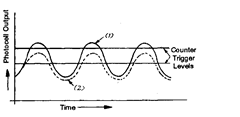 Photocell Output
(1)
Counter
Trigger
Levels
(2)
Time